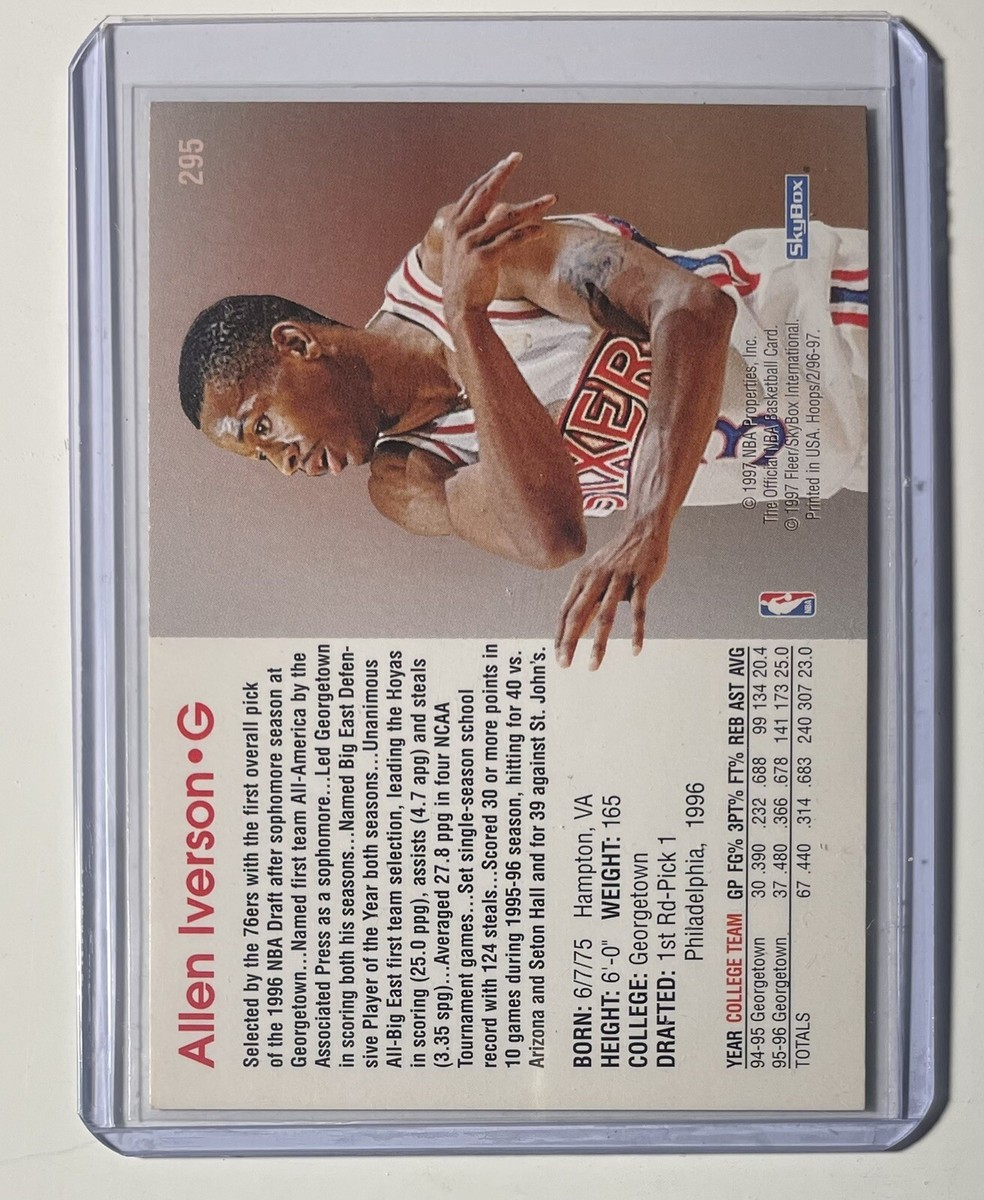 Allen Iverson•G
295
Selected by the 76ers with the first overall pick
of the 1996 NBA Draft after sophomore season at
Georgetown...Named first team All-America by the
Associated Press as a sophomore...Led Georgetown
in scoring both his seasons...Named Big East Defen-
sive Player of the Year both seasons...Unanimous
All-Big East first team selection, leading the Hoyas
in scoring (25.0 ppg), assists (4.7 apg) and steals
(3.35 spg)...Averaged 27.8 ppg in four NCAA
Tournament games...Set single-season school
record with 124 steals...Scored 30 or more points in
10 games during 1995-96 season, hitting for 40 vs.
Arizona and Seton Hall and for 39 against St. John's.
BORN: 6/7/75 Hampton, VA
HEIGHT: 6'-0" WEIGHT: 165
COLLEGE: Georgetown
DRAFTED: 1st Rd-Pick 1
Philadelphia, 1996
YEAR COLLEGE TEAM GP FG% 3PT% FT% REB AST AVG
94-95 Georgetown 30 .390 .232 .688 99 134 20.4
95-96 Georgetown 37 .480 .366 .678 141 173 25.0
TOTALS 67 .440 .314 .683 240 307 23.0
SIXER
3
NBA
© 1997 NBA Properties, Inc.
The Official NBA Basketball Card.
© 1997 Fleer/SkyBox International.
Printed in USA. Hoops/2/96-97.
SkyBox